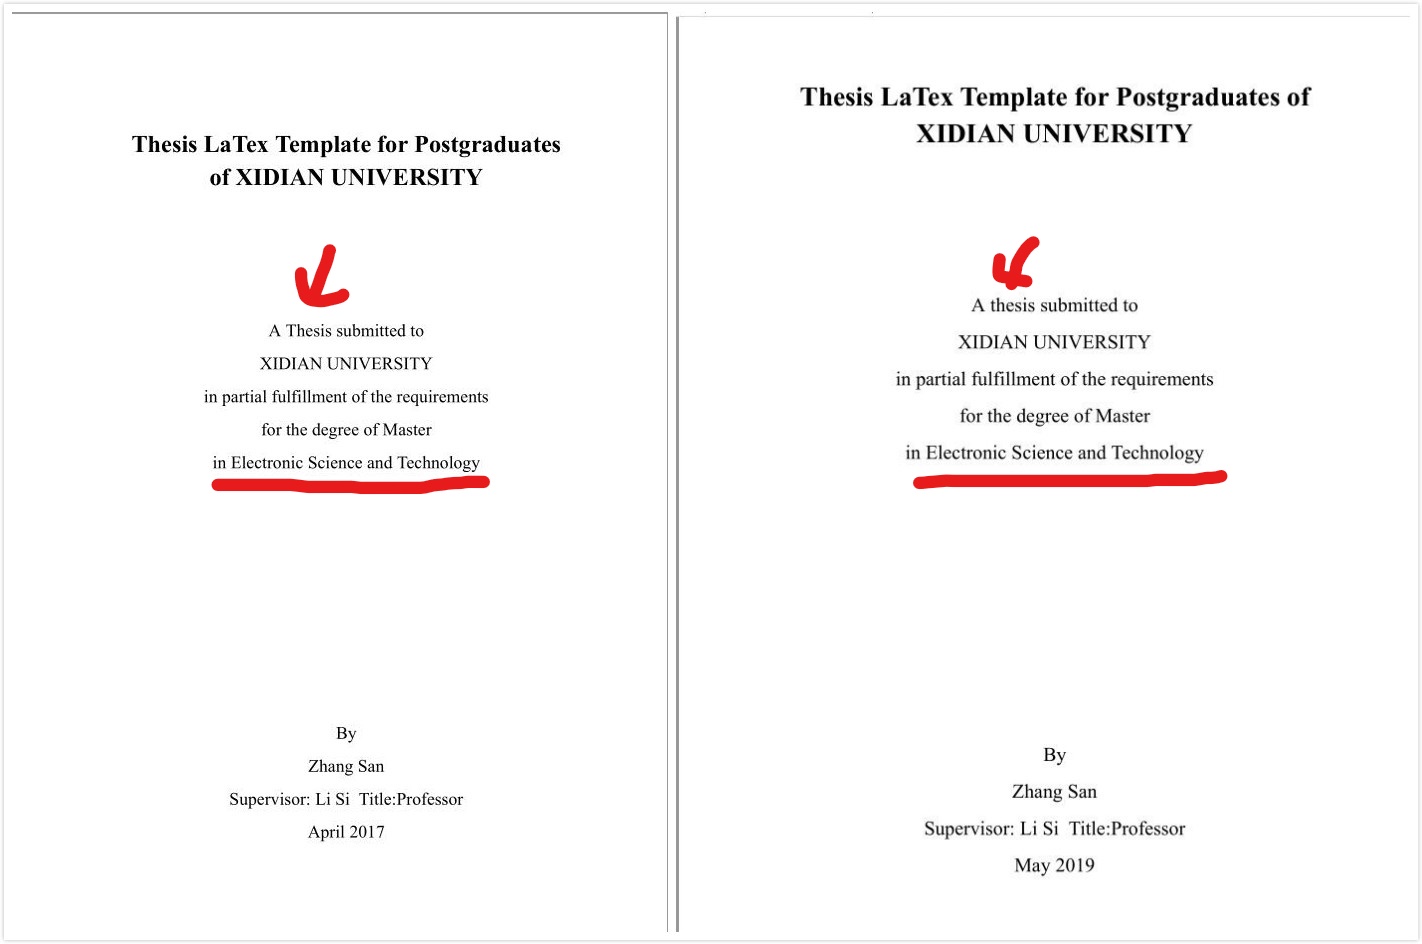 Thesis LaTex Template for Postgraduates
of XIDIAN UNIVERSITY
A Thesis submitted to
XIDIAN UNIVERSITY
in partial fulfillment of the requirements
for the degree of Master
in Electronic Science and Technology
By
Zhang San
Supervisor: Li Si  Title:Professor
April 2017
Thesis LaTex Template for Postgraduates of
XIDIAN UNIVERSITY
A thesis submitted to
XIDIAN UNIVERSITY
in partial fulfillment of the requirements
for the degree of Master
in Electronic Science and Technology
By
Zhang San
Supervisor: Li Si  Title:Professor
May 2019